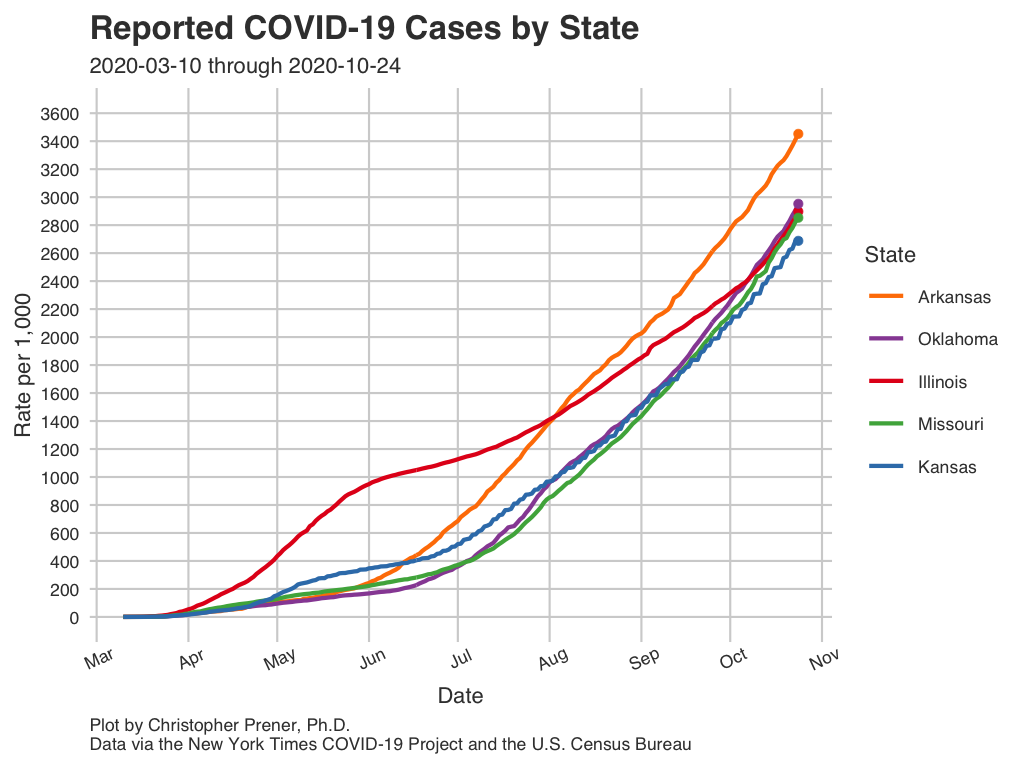 Reported COVID-19 Cases by State
2020-03-10 through 2020-10-24
3600
3400
3200
3000
2800
2600
2400
2200
2000
1800
1600
1400
1200
1000
800
600
400
200
0
Rate per 1,000
Mar
Apr
May
Jun
Jul
Aug
Sep
Oct
Nov
Date
State
Arkansas
Oklahoma
Illinois
Missouri
Kansas
Plot by Christopher Prener, Ph.D.
Data via the New York Times COVID-19 Project and the U.S. Census Bureau